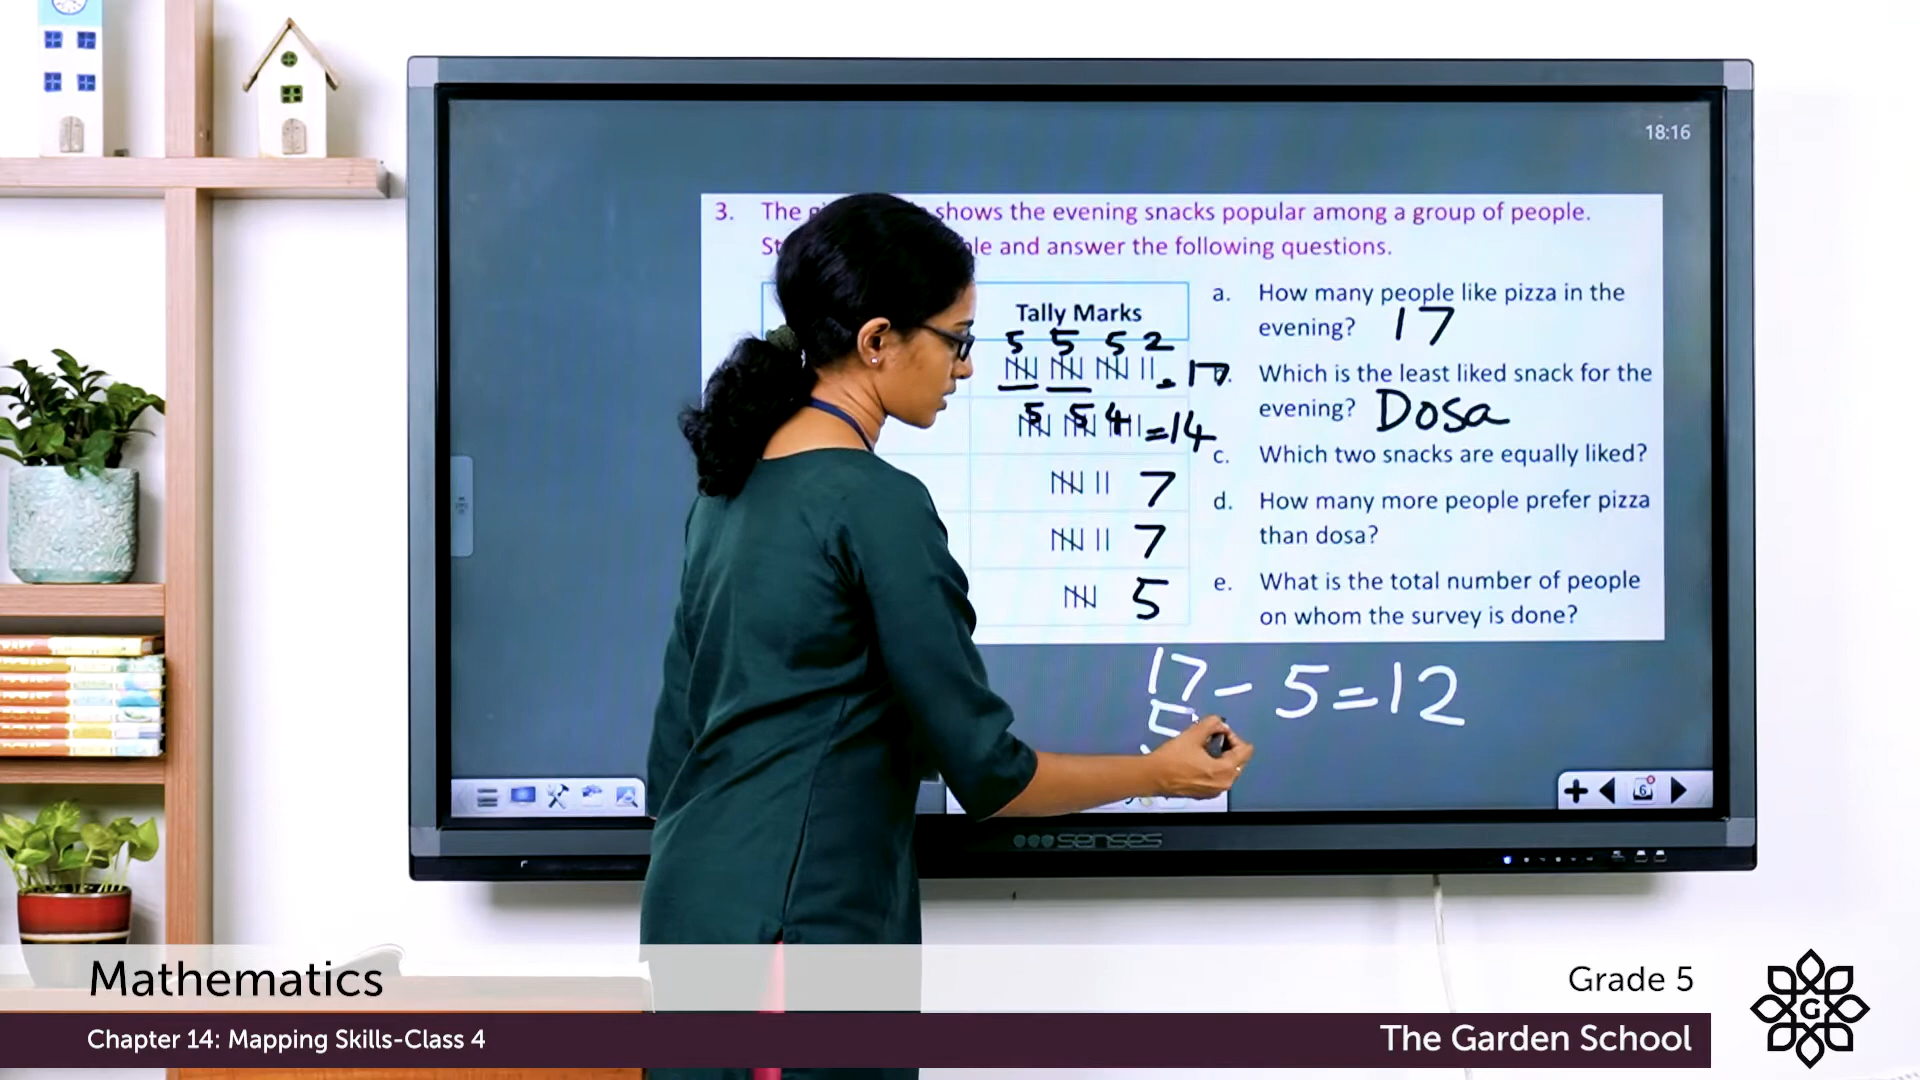 18:16
3. The shows the evening snacks popular among a group of people.
and answer the following questions.
Tally Marks
5 5 5 2
17
5 5 4
=14
7
7
5
a. How many people like pizza in the
evening? 17
Which is the least liked snack for the
evening? Dosa
c. Which two snacks are equally liked?
d. How many more people prefer pizza
than dosa?
e. What is the total number of people
on whom the survey is done?
17 - 5 = 12
6
senses
Mathematics
Grade 5
Chapter 14: Mapping Skills-Class 4
The Garden School
G